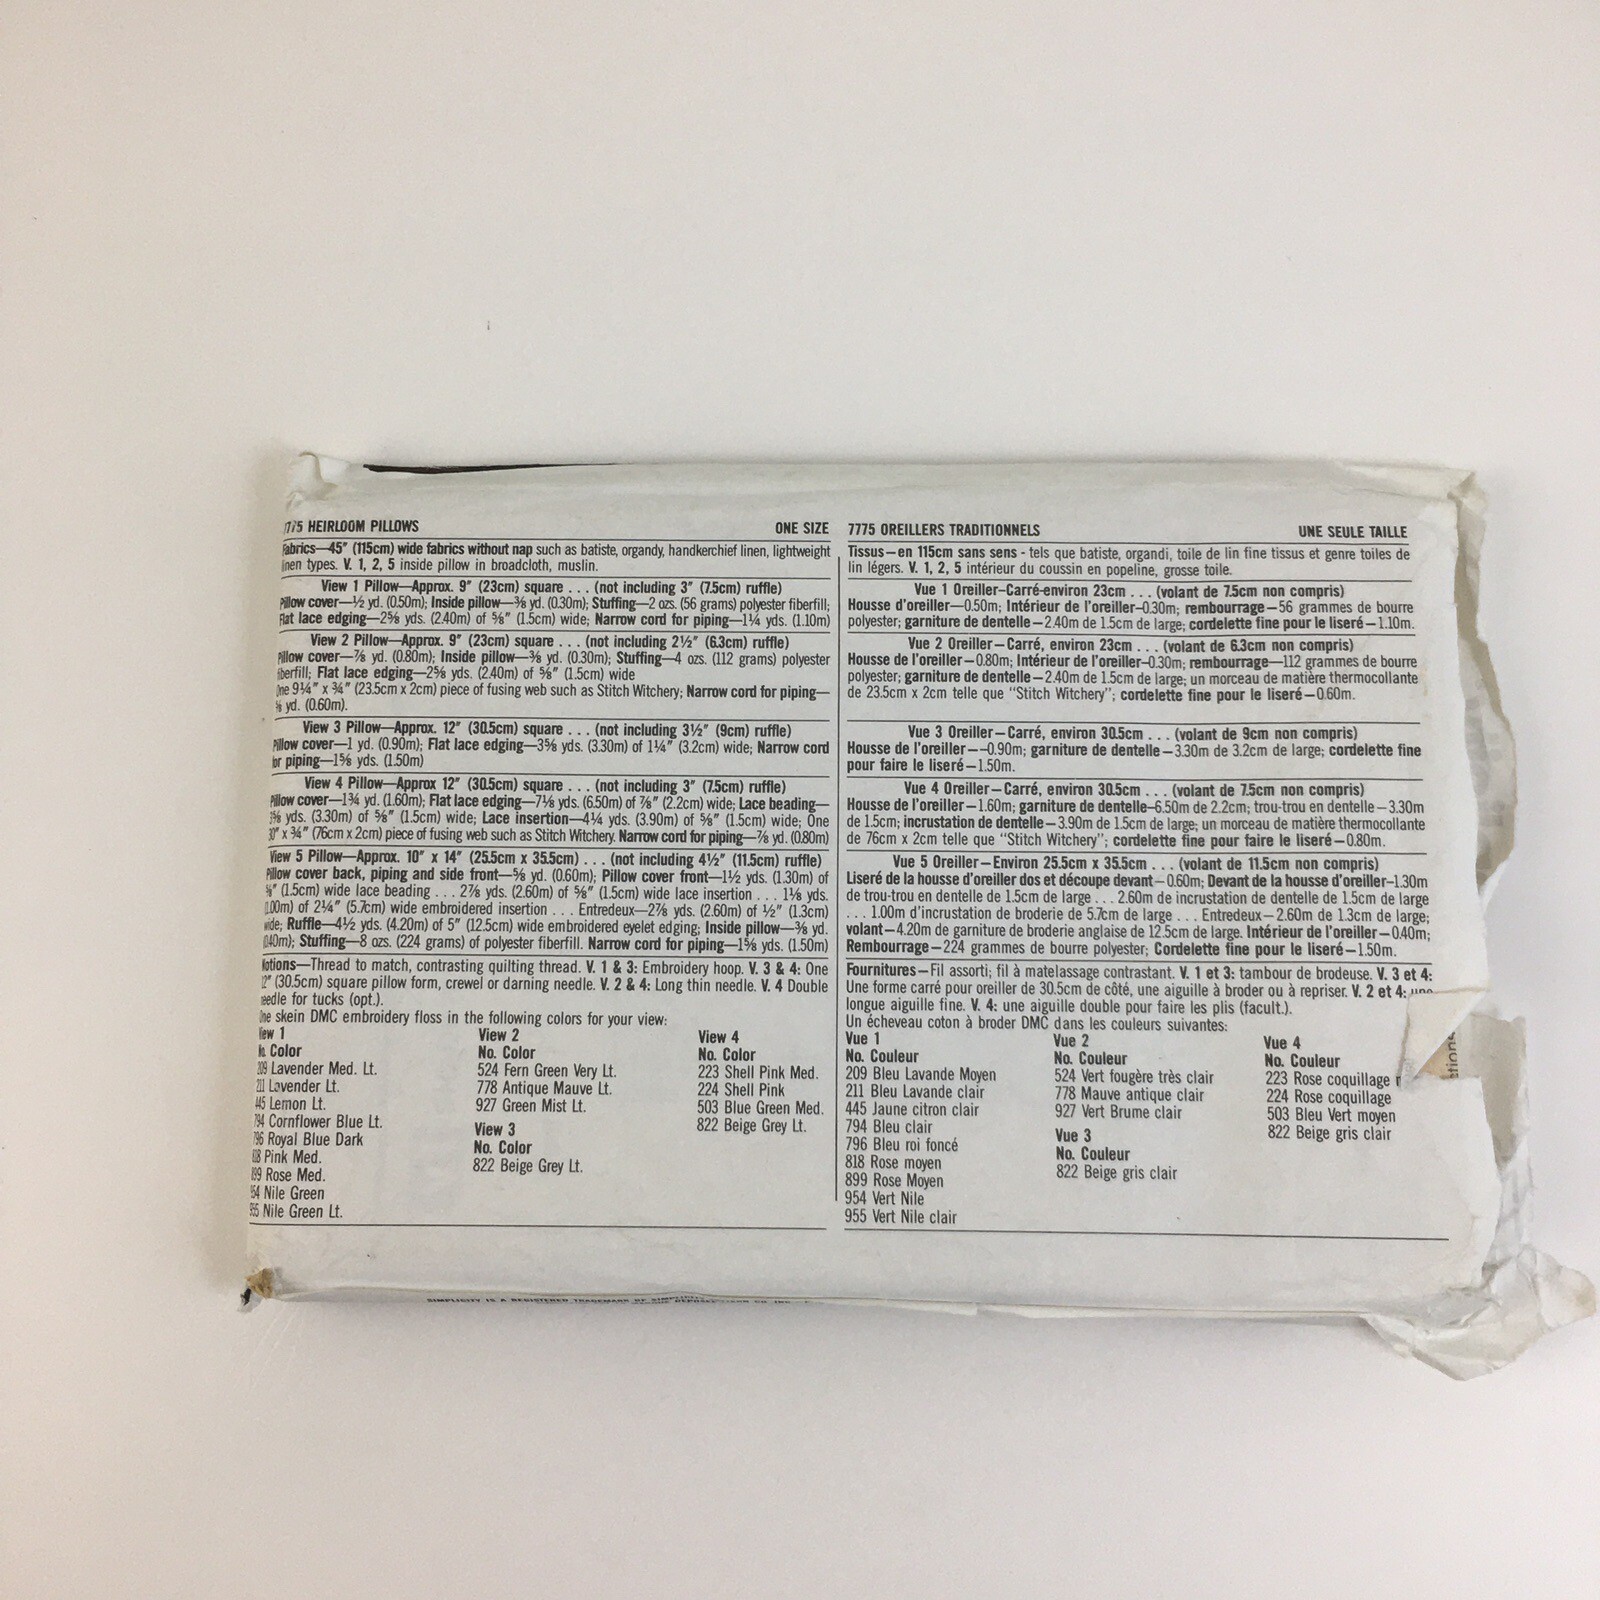 7775 HEIRLOOM PILLOWS ONE SIZE
Fabrics—45" (115cm) wide fabrics without nap such as batiste, organdy, handkerchief linen, lightweight
linen types. V. 1, 2, 5 inside pillow in broadcloth, muslin.
View 1 Pillow—Approx. 9" (23cm) square . . . (not including 3" (7.5cm) ruffle)
Pillow cover—½ yd. (0.50m); Inside pillow—⅜ yd. (0.30m); Stuffing—2 ozs. (56 grams) polyester fiberfill;
Flat lace edging—2⅝ yds. (2.40m) of ⅝" (1.5cm) wide; Narrow cord for piping—1¼ yds. (1.10m)
View 2 Pillow—Approx. 9" (23cm) square . . . (not including 2½" (6.3cm) ruffle)
Pillow cover—⅞ yd. (0.80m); Inside pillow—⅜ yd. (0.30m); Stuffing—4 ozs. (112 grams) polyester
fiberfill; Flat lace edging—2⅝ yds. (2.40m) of ⅝" (1.5cm) wide
One 9¼" x ¾" (23.5cm x 2cm) piece of fusing web such as Stitch Witchery; Narrow cord for piping—
⅝ yd. (0.60m).
View 3 Pillow—Approx. 12" (30.5cm) square . . . (not including 3½" (9cm) ruffle)
Pillow cover—1 yd. (0.90m); Flat lace edging—3⅝ yds. (3.30m) of 1¼" (3.2cm) wide; Narrow cord
for piping—1⅝ yds. (1.50m)
View 4 Pillow—Approx 12" (30.5cm) square . . . (not including 3" (7.5cm) ruffle)
Pillow cover—1¾ yd. (1.60m); Flat lace edging—7⅛ yds. (6.50m) of ⅞" (2.2cm) wide; Lace beading—
3⅝ yds. (3.30m) of ⅝" (1.5cm) wide; Lace insertion—4¼ yds. (3.90m) of ⅝" (1.5cm) wide; One
30" x ¾" (76cm x 2cm) piece of fusing web such as Stitch Witchery. Narrow cord for piping—⅞ yd. (0.80m)
View 5 Pillow—Approx. 10" x 14" (25.5cm x 35.5cm) . . . (not including 4½" (11.5cm) ruffle)
Pillow cover back, piping and side front—⅝ yd. (0.60m); Pillow cover front—1½ yds. (1.30m) of
⅝" (1.5cm) wide lace beading . . . 2⅞ yds. (2.60m) of ⅝" (1.5cm) wide lace insertion . . . 1⅛ yds.
(1.00m) of 2¼" (5.7cm) wide embroidered insertion . . . Entredeux—2⅞ yds. (2.60m) of ½" (1.3cm)
wide; Ruffle—4½ yds. (4.20m) of 5" (12.5cm) wide embroidered eyelet edging; Inside pillow—⅜ yd.
(0.40m); Stuffing—8 ozs. (224 grams) of polyester fiberfill. Narrow cord for piping—1⅝ yds. (1.50m)
Notions—Thread to match, contrasting quilting thread. V. 1 & 3: Embroidery hoop. V. 3 & 4: One
12" (30.5cm) square pillow form, crewel or darning needle. V. 2 & 4: Long thin needle. V. 4 Double
needle for tucks (opt.).
One skein DMC embroidery floss in the following colors for your view:
View 1
No. Color
209 Lavender Med. Lt.
211 Lavender Lt.
445 Lemon Lt.
794 Cornflower Blue Lt.
796 Royal Blue Dark
818 Pink Med.
899 Rose Med.
954 Nile Green
955 Nile Green Lt.
View 2
No. Color
524 Fern Green Very Lt.
778 Antique Mauve Lt.
927 Green Mist Lt.
View 3
No. Color
822 Beige Grey Lt.
View 4
No. Color
223 Shell Pink Med.
224 Shell Pink
503 Blue Green Med.
822 Beige Grey Lt.
7775 OREILLERS TRADITIONNELS UNE SEULE TAILLE
Tissus—en 115cm sans sens - tels que batiste, organdi, toile de lin fine tissus et genre toiles de
lin légers. V. 1, 2, 5 intérieur du coussin en popeline, grosse toile.
Vue 1 Oreiller—Carré-environ 23cm . . . (volant de 7.5cm non compris)
Housse d'oreiller—0.50m; Intérieur de l'oreiller—0.30m; rembourrage—56 grammes de bourre
polyester; garniture de dentelle—2.40m de 1.5cm de large; cordelette fine pour le liseré—1.10m.
Vue 2 Oreiller—Carré, environ 23cm . . . (volant de 6.3cm non compris)
Housse de l'oreiller—0.80m; Intérieur de l'oreiller—0.30m; rembourrage—112 grammes de bourre
polyester; garniture de dentelle—2.40m de 1.5cm de large; un morceau de matière thermocollante
de 23.5cm x 2cm telle que "Stitch Witchery"; cordelette fine pour le liseré—0.60m.
Vue 3 Oreiller—Carré, environ 30.5cm . . . (volant de 9cm non compris)
Housse de l'oreiller—-0.90m; garniture de dentelle—3.30m de 3.2cm de large; cordelette fine
pour faire le liseré—1.50m.
Vue 4 Oreiller—Carré, environ 30.5cm . . . (volant de 7.5cm non compris)
Housse de l'oreiller—1.60m; garniture de dentelle—6.50m de 2.2cm; trou-trou en dentelle—3.30m
de 1.5cm; incrustation de dentelle—3.90m de 1.5cm de large; un morceau de matière thermocollante
de 76cm x 2cm telle que "Stitch Witchery"; cordelette fine pour faire le liseré—0.80m.
Vue 5 Oreiller—Environ 25.5cm x 35.5cm . . . (volant de 11.5cm non compris)
Liseré de la housse d'oreiller dos et découpe devant—0.60m; Devant de la housse d'oreiller—1.30m
de trou-trou en dentelle de 1.5cm de large . . . 2.60m de incrustation de dentelle de 1.5cm de large
. . . 1.00m d'incrustation de broderie de 5.7cm de large . . . Entredeux—2.60m de 1.3cm de large;
volant—4.20m de garniture de broderie anglaise de 12.5cm de large. Intérieur de l'oreiller—0.40m;
Rembourrage—224 grammes de bourre polyester; Cordelette fine pour le liseré—1.50m.
Fournitures—Fil assorti; fil à matelassage contrastant. V. 1 et 3: tambour de brodeuse. V. 3 et 4:
Une forme carré pour oreiller de 30.5cm de côté, une aiguille à broder ou à repriser. V. 2 et 4: une
longue aiguille fine. V. 4: une aiguille double pour faire les plis (facult.).
Un écheveau coton à broder DMC dans les couleurs suivantes:
Vue 1
No. Couleur
209 Bleu Lavande Moyen
211 Bleu Lavande clair
445 Jaune citron clair
794 Bleu clair
796 Bleu roi foncé
818 Rose moyen
899 Rose Moyen
954 Vert Nile
955 Vert Nile clair
Vue 2
No. Couleur
524 Vert fougère très clair
778 Mauve antique clair
927 Vert Brume clair
Vue 3
No. Couleur
822 Beige gris clair
Vue 4
No. Couleur
223 Rose coquillage
224 Rose coquillage
503 Bleu Vert moyen
822 Beige gris clair
SIMPLICITY IS A REGISTERED TRADEMARK OF